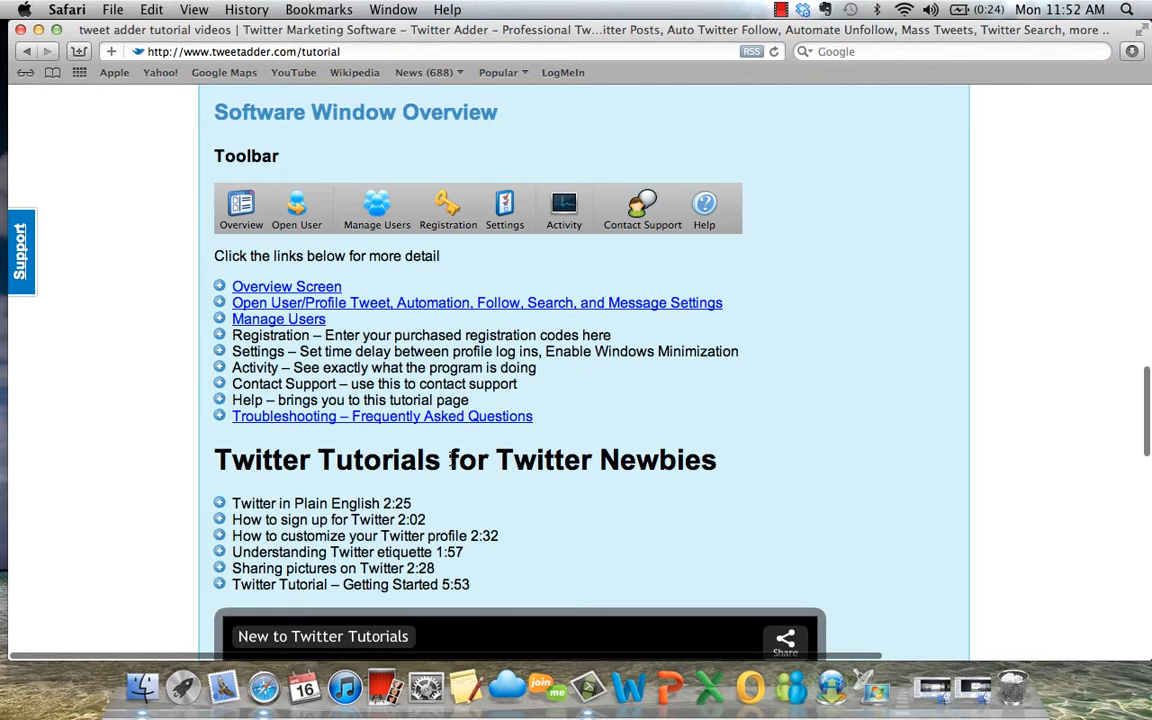 Safari File Edit View History Bookmarks Window Help (0:24) Mon 11:52 AM
tweet adder tutorial videos | Twitter Marketing Software – Twitter Adder – Professional Tw...itter Posts, Auto Twitter Follow, Automate Unfollow, Mass Tweets, Twitter Search, more ..
http://www.tweetadder.com/tutorial RSS Google
Apple Yahoo! Google Maps YouTube Wikipedia News (688) Popular LogMeIn
Software Window Overview
Toolbar
Overview Open User Manage Users Registration Settings Activity Contact Support Help
Support
Click the links below for more detail
Overview Screen
Open User/Profile Tweet, Automation, Follow, Search, and Message Settings
Manage Users
Registration – Enter your purchased registration codes here
Settings – Set time delay between profile log ins, Enable Windows Minimization
Activity – See exactly what the program is doing
Contact Support – use this to contact support
Help – brings you to this tutorial page
Troubleshooting – Frequently Asked Questions
Twitter Tutorials for Twitter Newbies
Twitter in Plain English 2:25
How to sign up for Twitter 2:02
How to customize your Twitter profile 2:32
Understanding Twitter etiquette 1:57
Sharing pictures on Twitter 2:28
Twitter Tutorial – Getting Started 5:53
New to Twitter Tutorials
Share
16
join me
W P X O